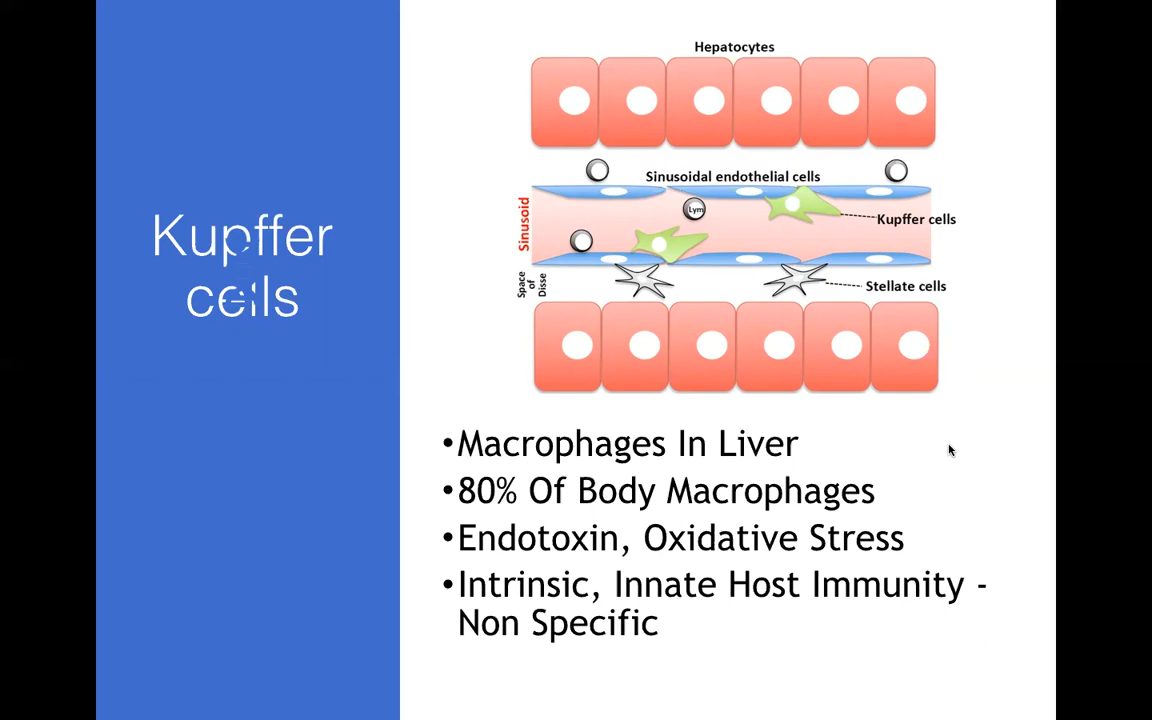 Kupffer
cells
Hepatocytes
Sinusoidal endothelial cells
Lym
Kupffer cells
Sinusoid
Space
of
Disse
Stellate cells
•Macrophages In Liver
•80% Of Body Macrophages
•Endotoxin, Oxidative Stress
•Intrinsic, Innate Host Immunity -
Non Specific